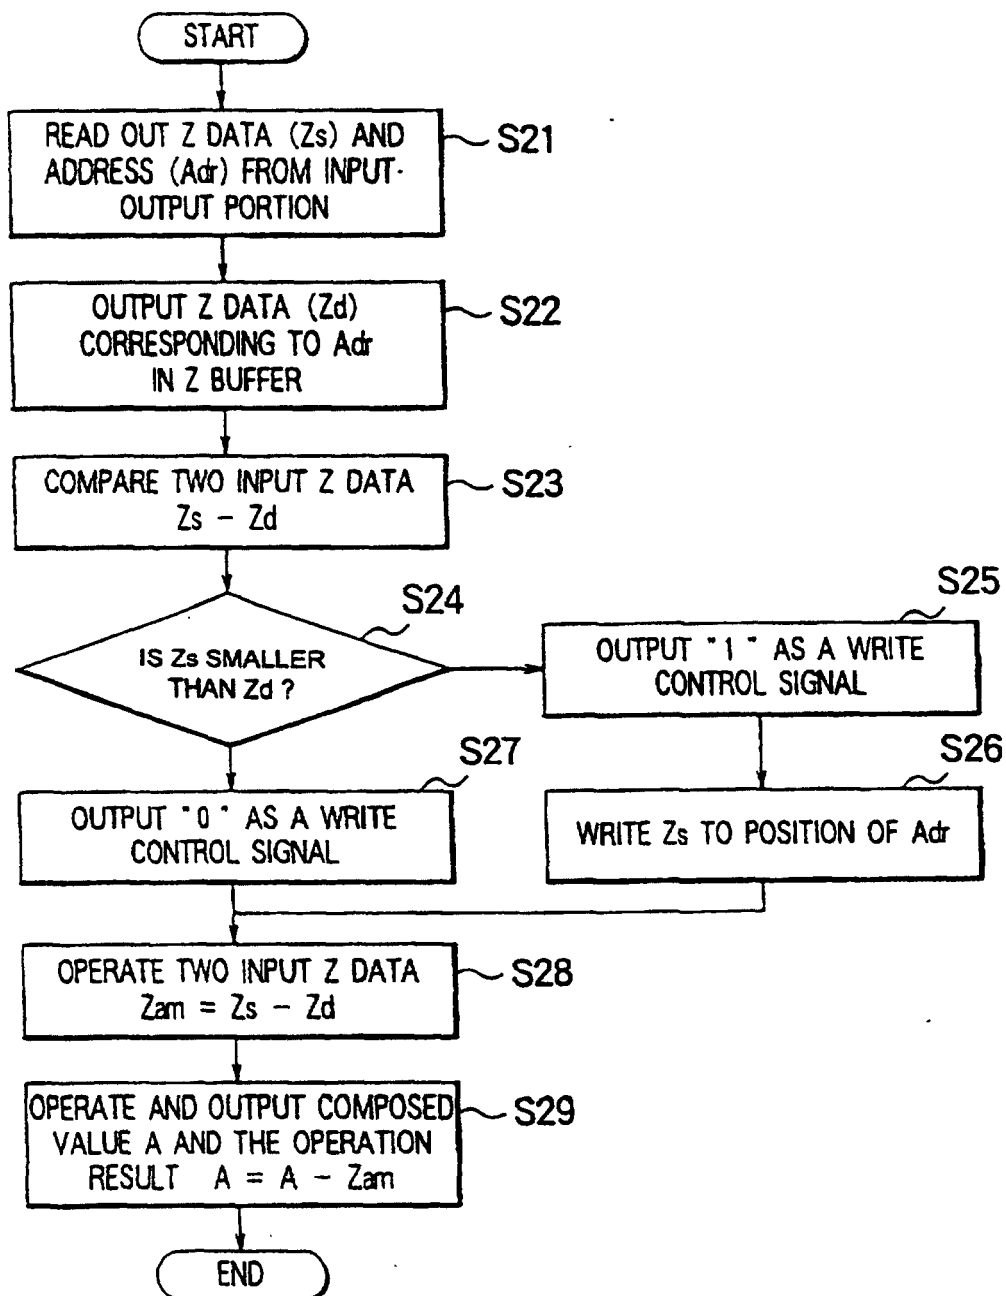 START
READ OUT Z DATA (Zs) AND
ADDRESS (Adr) FROM INPUT-
OUTPUT PORTION
S21
OUTPUT Z DATA (Zd)
CORRESPONDING TO Adr
IN Z BUFFER
S22
COMPARE TWO INPUT Z DATA
Zs - Zd
S23
IS Zs SMALLER
THAN Zd ?
S24
OUTPUT "1" AS A WRITE
CONTROL SIGNAL
S25
WRITE Zs TO POSITION OF Adr
S26
OUTPUT "0" AS A WRITE
CONTROL SIGNAL
S27
OPERATE TWO INPUT Z DATA
Zam = Zs - Zd
S28
OPERATE AND OUTPUT COMPOSED
VALUE A AND THE OPERATION
RESULT A = A - Zam
S29
END